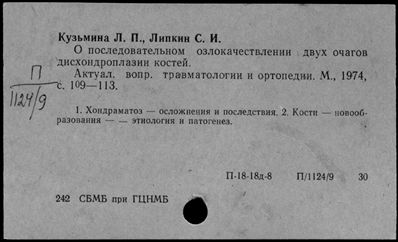 Кузьмина Л. П., Липкин С. И.
О последовательном озлокачествлении двух очагов
дисхондроплазии костей.
Актуал. вопр. травматологии и ортопедии. М., 1974,
с. 109—113.
П
1124/9
1. Хондраматоз — осложнения и последствия. 2. Кости — новообразования — — этиология и патогенез.
П-18-18д-8 П/1124/9 30
242 СБМБ при ГЦНМБ